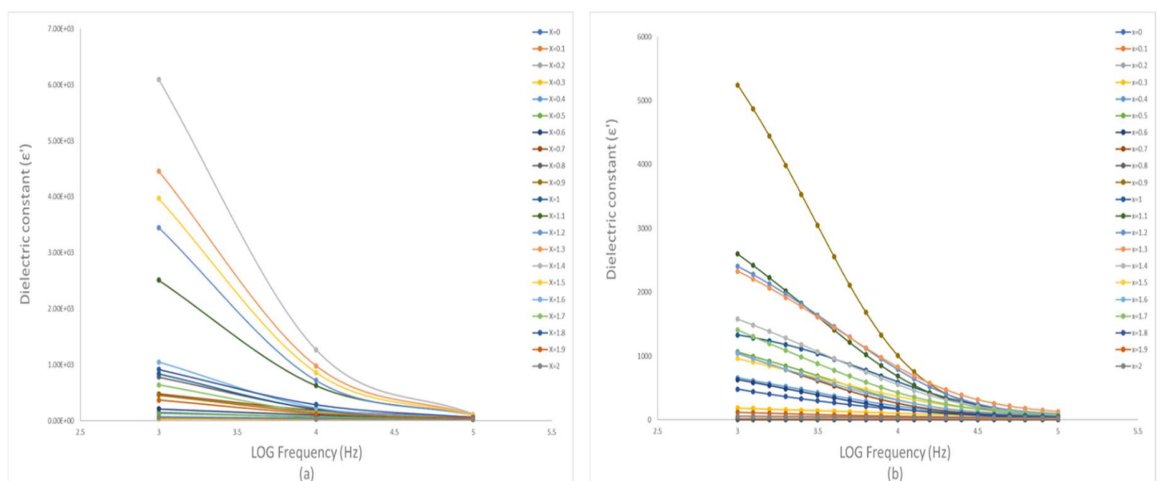 7.00E+03
6.00E+03
5.00E+03
4.00E+03
3.00E+03
2.00E+03
1.00E+03
0.00E+00
Dielectric constant (ε')
2.5 3 3.5 4 4.5 5 5.5
LOG Frequency (Hz)
(a)
X=0
X=0.1
X=0.2
X=0.3
X=0.4
X=0.5
X=0.6
X=0.7
X=0.8
X=0.9
X=1
X=1.1
X=1.2
X=1.3
X=1.4
X=1.5
X=1.6
X=1.7
X=1.8
X=1.9
X=2
6000
5000
4000
3000
2000
1000
0
Dielectric constant (ε')
2.5 3 3.5 4 4.5 5 5.5
LOG Frequency (Hz)
(b)
x=0
x=0.1
x=0.2
x=0.3
x=0.4
x=0.5
x=0.6
x=0.7
x=0.8
x=0.9
x=1
x=1.1
x=1.2
x=1.3
x=1.4
x=1.5
x=1.6
x=1.7
x=1.8
x=1.9
x=2